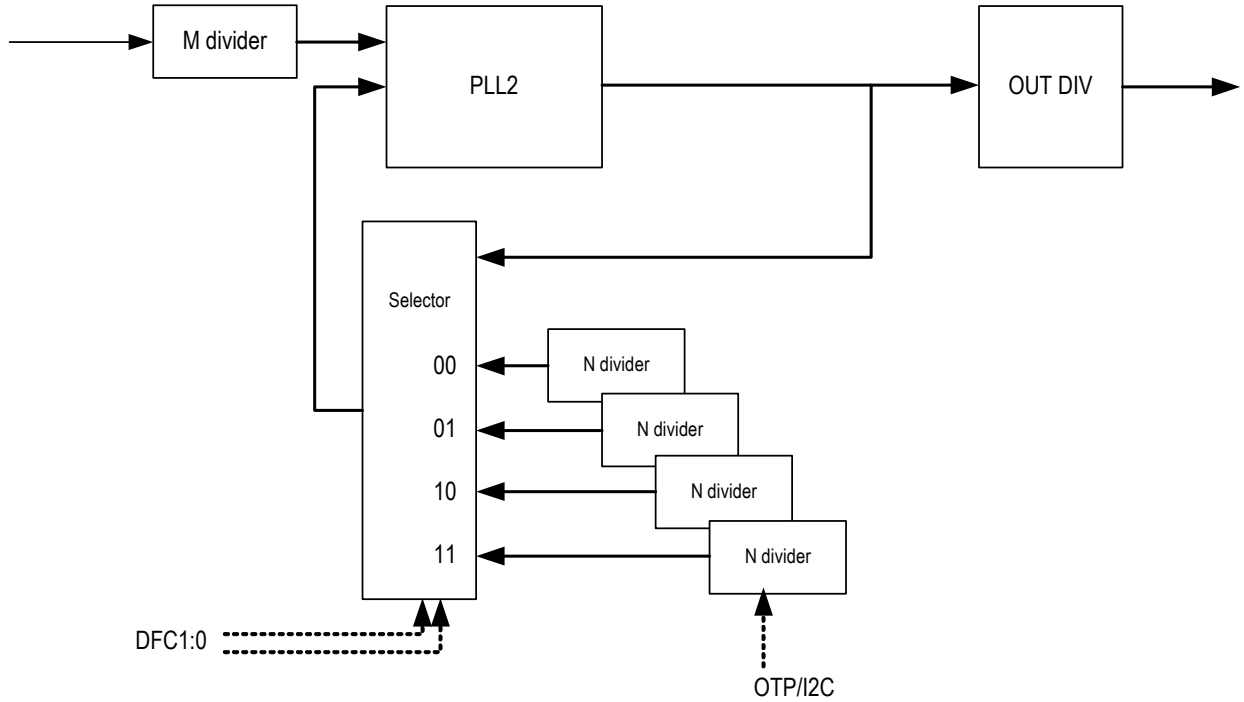 M divider
PLL2
OUT DIV
Selector
00
N divider
01
N divider
10
N divider
11
N divider
DFC1:0
OTP/I2C